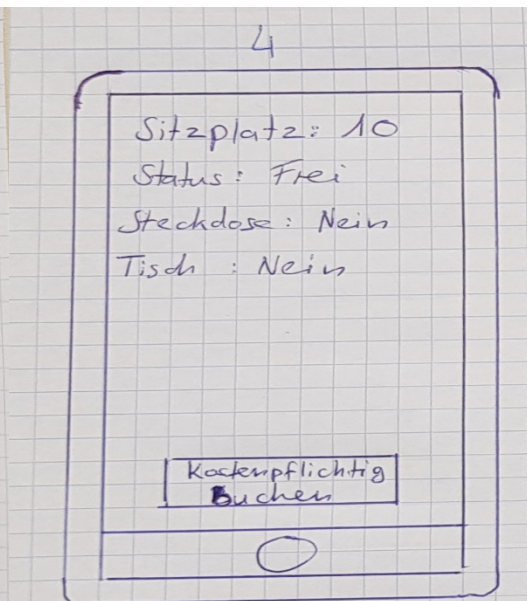 4
Sitzplatz: 10
Status: Frei
Steckdose: Nein
Tisch : Nein
Kostenpflichtig
Buchen